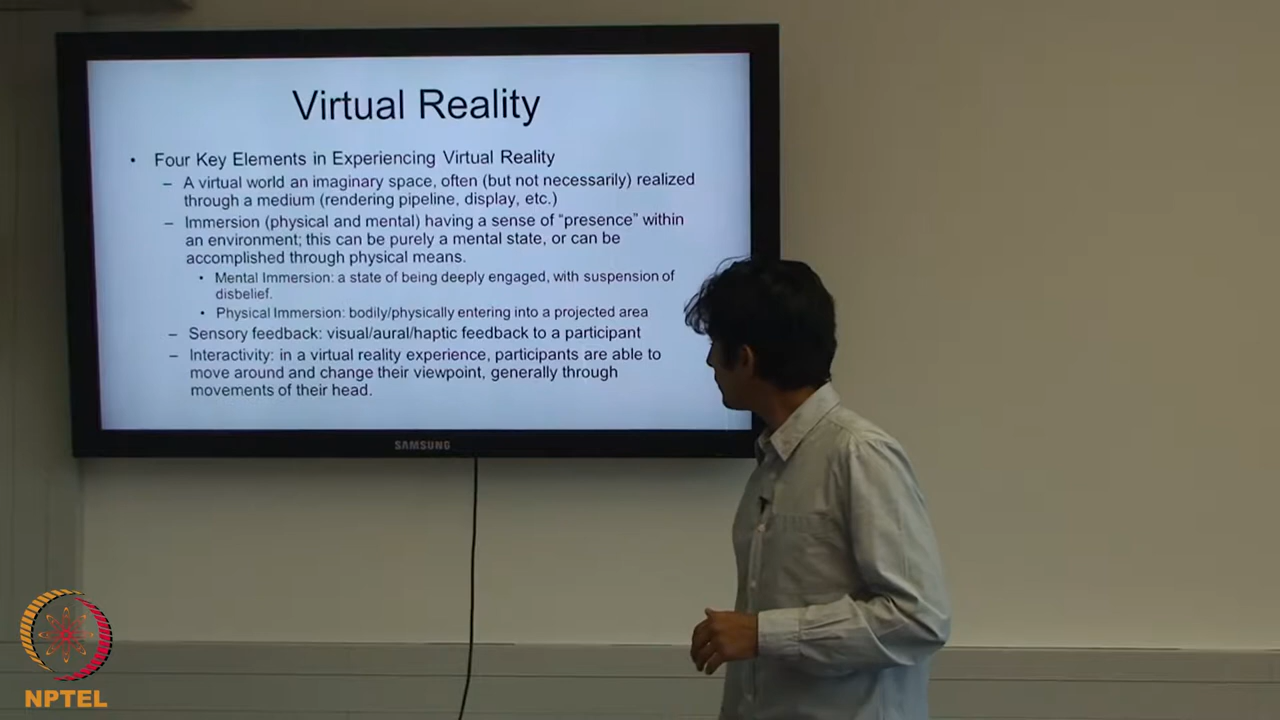 Virtual Reality
• Four Key Elements in Experiencing Virtual Reality
– A virtual world an imaginary space, often (but not necessarily) realized
through a medium (rendering pipeline, display, etc.)
– Immersion (physical and mental) having a sense of “presence” within
an environment; this can be purely a mental state, or can be
accomplished through physical means.
• Mental Immersion: a state of being deeply engaged, with suspension of
disbelief.
• Physical Immersion: bodily/physically entering into a projected area
– Sensory feedback: visual/aural/haptic feedback to a participant
– Interactivity: in a virtual reality experience, participants are able to
move around and change their viewpoint, generally through
movements of their head.
SAMSUNG
NPTEL